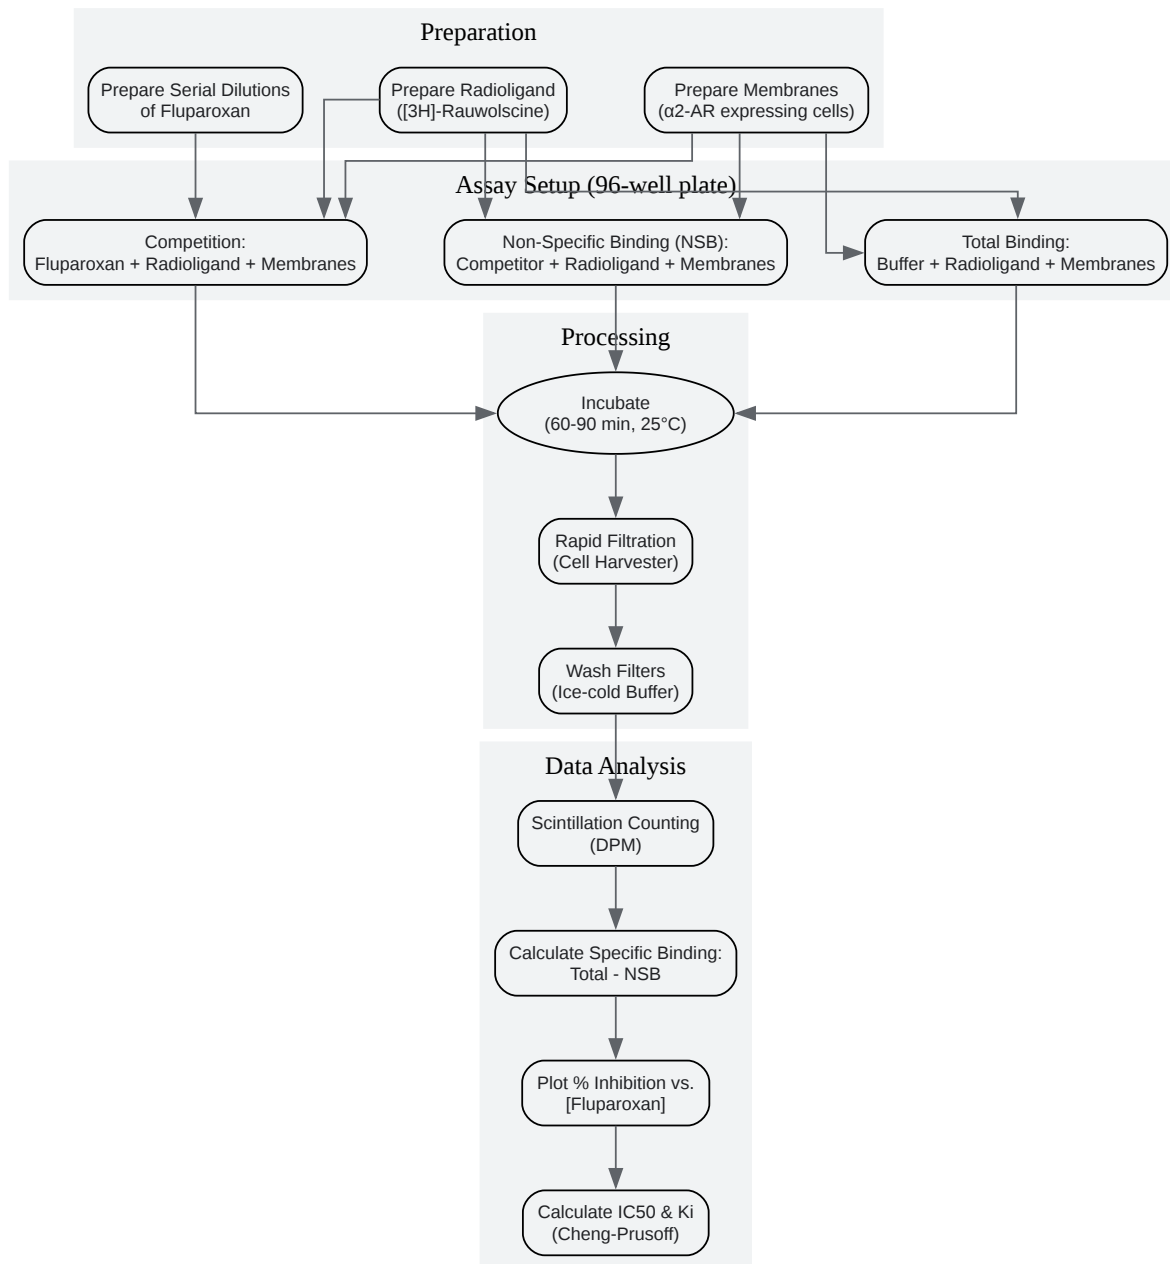 Preparation
Prepare Serial Dilutions
of Fluparoxan
Prepare Radioligand
([3H]-Rauwolscine)
Prepare Membranes
(α2-AR expressing cells)
Assay Setup (96-well plate)
Competition:
Fluparoxan + Radioligand + Membranes
Non-Specific Binding (NSB):
Competitor + Radioligand + Membranes
Total Binding:
Buffer + Radioligand + Membranes
Processing
Incubate
(60-90 min, 25°C)
Rapid Filtration
(Cell Harvester)
Wash Filters
(Ice-cold Buffer)
Data Analysis
Scintillation Counting
(DPM)
Calculate Specific Binding:
Total - NSB
Plot % Inhibition vs.
[Fluparoxan]
Calculate IC50 & Ki
(Cheng-Prusoff)